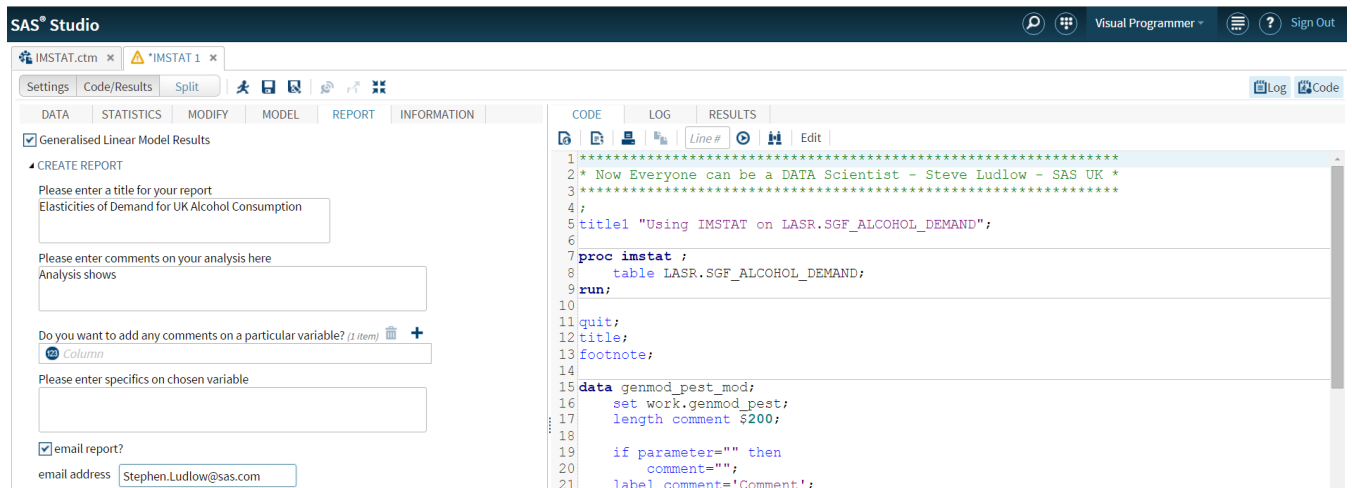 SAS® Studio
Visual Programmer
?
Sign Out
IMSTAT.ctm ×
*IMSTAT 1 ×
Settings Code/Results Split
Log Code
DATA STATISTICS MODIFY MODEL REPORT INFORMATION
Generalised Linear Model Results
CREATE REPORT
Please enter a title for your report
Elasticities of Demand for UK Alcohol Consumption
Please enter comments on your analysis here
Analysis shows
Do you want to add any comments on a particular variable? (1 item)
123 Column
Please enter specifics on chosen variable
email report?
email address Stephen.Ludlow@sas.com
CODE LOG RESULTS
Line # Edit
1 ****************************************************************
2 * Now Everyone can be a DATA Scientist - Steve Ludlow - SAS UK *
3 ****************************************************************
4 ;
5 title1 "Using IMSTAT on LASR.SGF_ALCOHOL_DEMAND";
6
7 proc imstat ;
8 table LASR.SGF_ALCOHOL_DEMAND;
9 run;
10
11 quit;
12 title;
13 footnote;
14
15 data genmod_pest_mod;
16 set work.genmod_pest;
17 length comment $200;
18
19 if parameter="" then
20 comment="";
21 label comment='Comment';